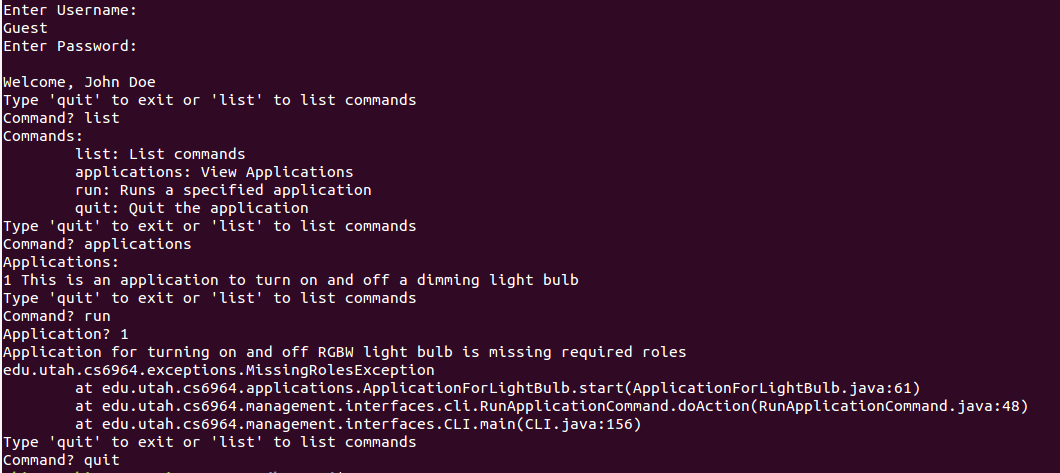 Enter Username:
Guest
Enter Password:
Welcome, John Doe
Type 'quit' to exit or 'list' to list commands
Command? list
Commands:
list: List commands
applications: View Applications
run: Runs a specified application
quit: Quit the application
Type 'quit' to exit or 'list' to list commands
Command? applications
Applications:
1 This is an application to turn on and off a dimming light bulb
Type 'quit' to exit or 'list' to list commands
Command? run
Application? 1
Application for turning on and off RGBW light bulb is missing required roles
edu.utah.cs6964.exceptions.MissingRolesException
at edu.utah.cs6964.applications.ApplicationForLightBulb.start(ApplicationForLightBulb.java:61)
at edu.utah.cs6964.management.interfaces.cli.RunApplicationCommand.doAction(RunApplicationCommand.java:48)
at edu.utah.cs6964.management.interfaces.CLI.main(CLI.java:156)
Type 'quit' to exit or 'list' to list commands
Command? quit